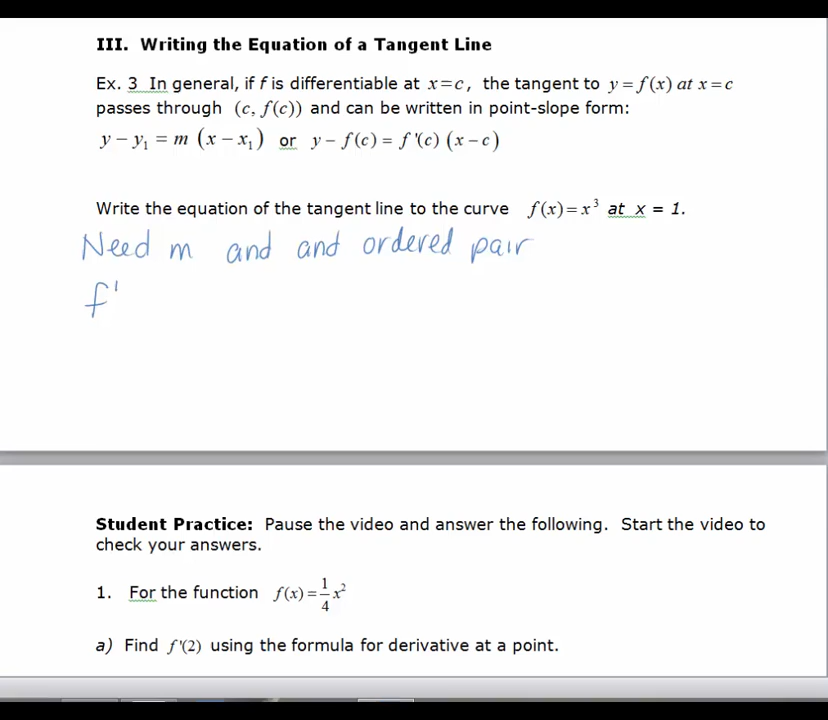 III. Writing the Equation of a Tangent Line
Ex. 3 In general, if f is differentiable at x=c, the tangent to y=f(x) at x=c
passes through (c, f(c)) and can be written in point-slope form:
y−y₁ = m (x−x₁) or y−f(c) = f '(c) (x−c)
Write the equation of the tangent line to the curve f(x)=x³ at x = 1.
Need m and and ordered pair
f'
Student Practice: Pause the video and answer the following. Start the video to
check your answers.
1. For the function f(x)=1/4x²
a) Find f '(2) using the formula for derivative at a point.